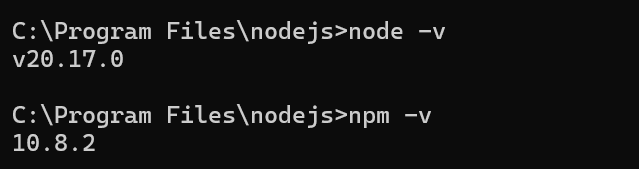 C:\Program Files\nodejs>node -v
v20.17.0
C:\Program Files\nodejs>npm -v
10.8.2